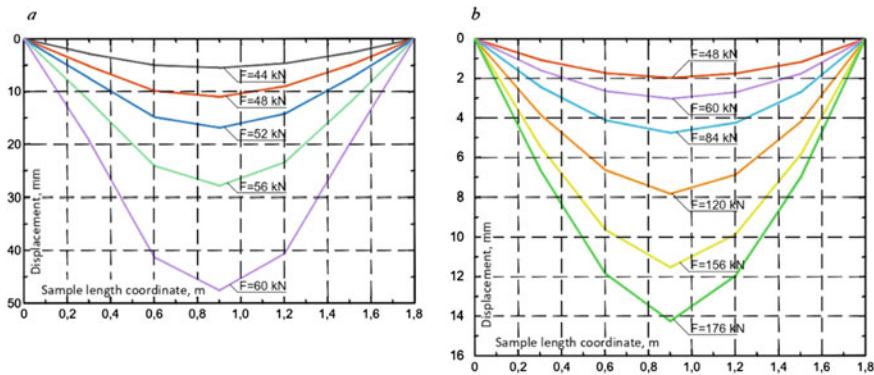 a
0
10
20
30
40
50
Displacement, mm
F=44 kN
F=48 kN
F=52 kN
F=56 kN
F=60 kN
Sample length coordinate, m
0 0,2 0,4 0,6 0,8 1,0 1,2 1,4 1,6 1,8
b
0
2
4
6
8
10
12
14
16
Displacement, mm
F=48 kN
F=60 kN
F=84 kN
F=120 kN
F=156 kN
F=176 kN
Sample length coordinate, m
0 0,2 0,4 0,6 0,8 1,0 1,2 1,4 1,6 1,8